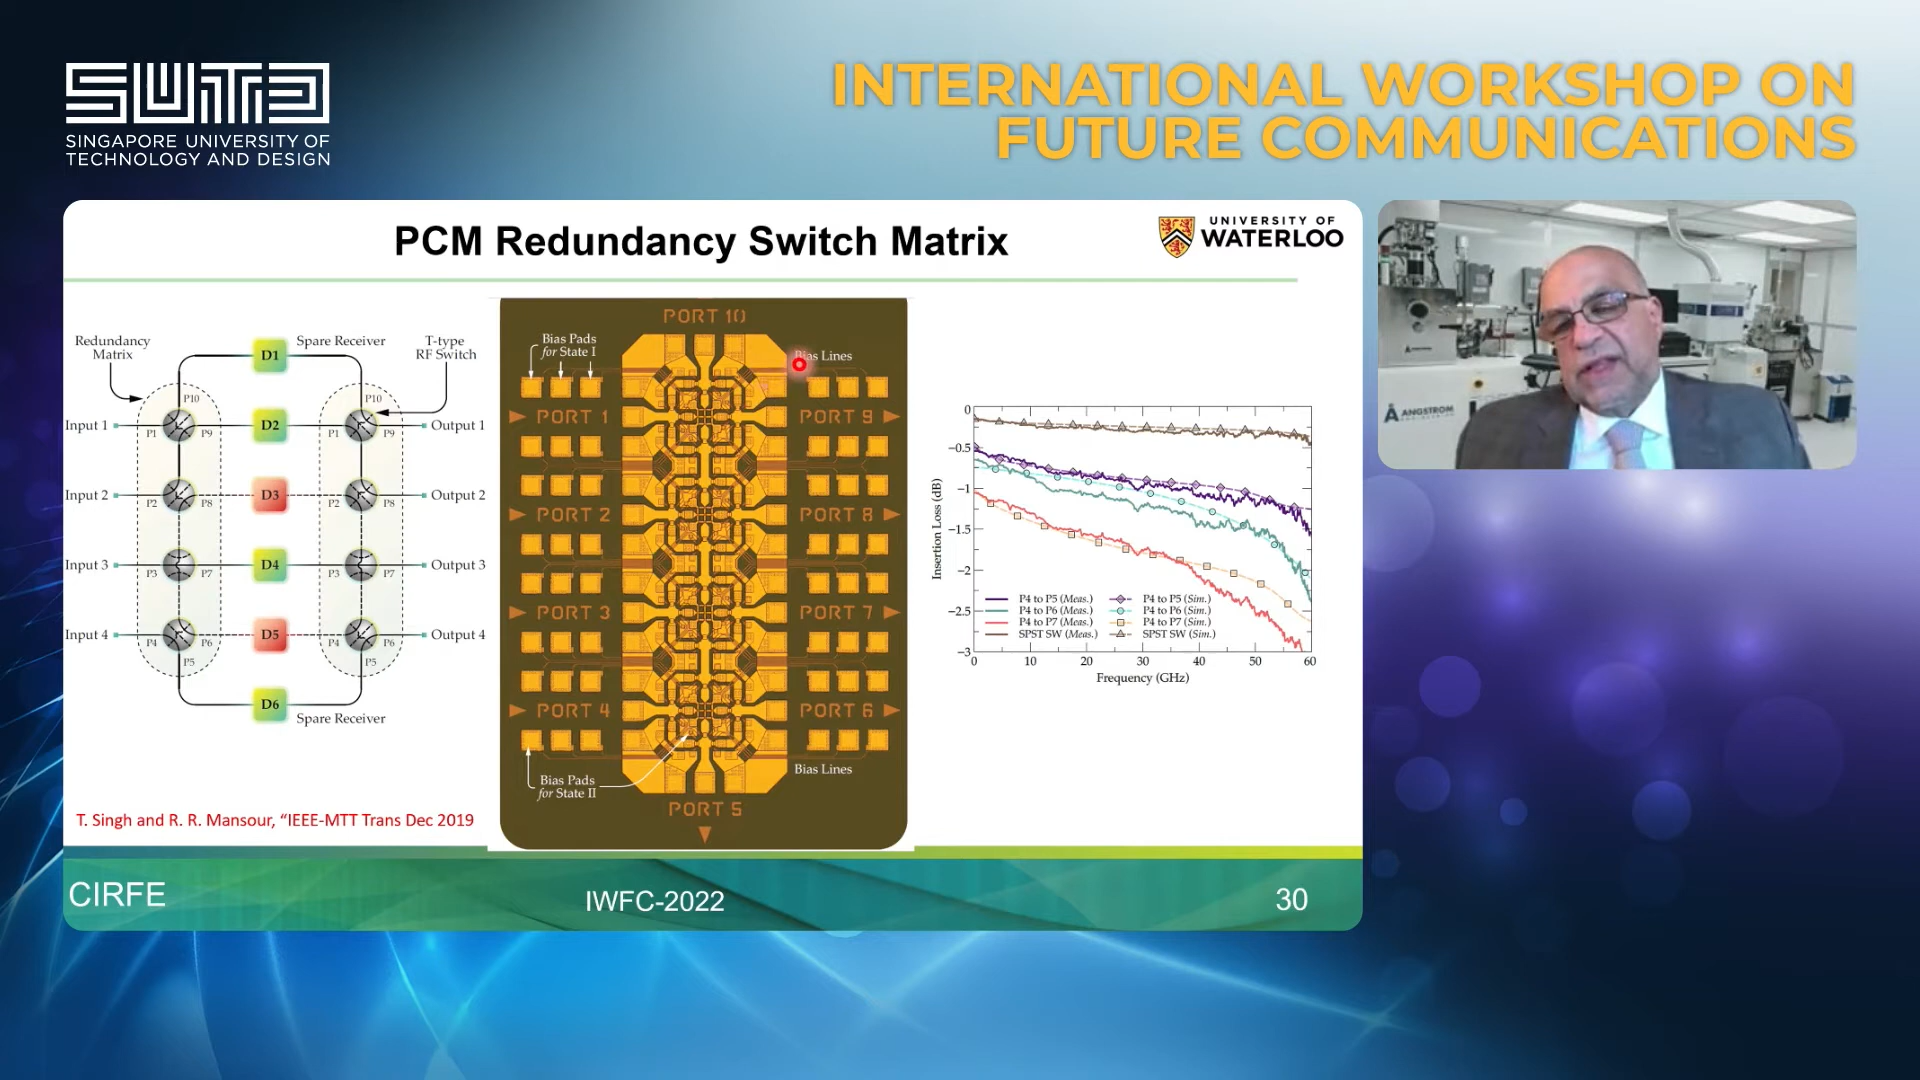 SUTD
SINGAPORE UNIVERSITY OF
TECHNOLOGY AND DESIGN
INTERNATIONAL WORKSHOP ON
FUTURE COMMUNICATIONS
PCM Redundancy Switch Matrix
UNIVERSITY OF
WATERLOO
Redundancy
Matrix
D1
Spare Receiver
T-type
RF Switch
P10
P10
Input 1
P1
P9
D2
P1
P9
Output 1
Input 2
P2
P8
D3
P2
P8
Output 2
Input 3
P3
P7
D4
P3
P7
Output 3
Input 4
P4
P6
D5
P4
P6
Output 4
P5
P5
D6
Spare Receiver
T. Singh and R. R. Mansour, “IEEE-MTT Trans Dec 2019
PORT 10
Bias Pads
for State I
Bias Lines
PORT 1
PORT 9
PORT 2
PORT 8
PORT 3
PORT 7
PORT 4
PORT 6
Bias Pads
for State II
Bias Lines
PORT 5
Insertion Loss (dB)
0
−0.5
−1
−1.5
−2
−2.5
−3
P4 to P5 (Meas.)
P4 to P5 (Sim.)
P4 to P6 (Meas.)
P4 to P6 (Sim.)
P4 to P7 (Meas.)
P4 to P7 (Sim.)
SPST SW (Meas.)
SPST SW (Sim.)
0 10 20 30 40 50 60
Frequency (GHz)
CIRFE
IWFC-2022
30
ANGSTROM